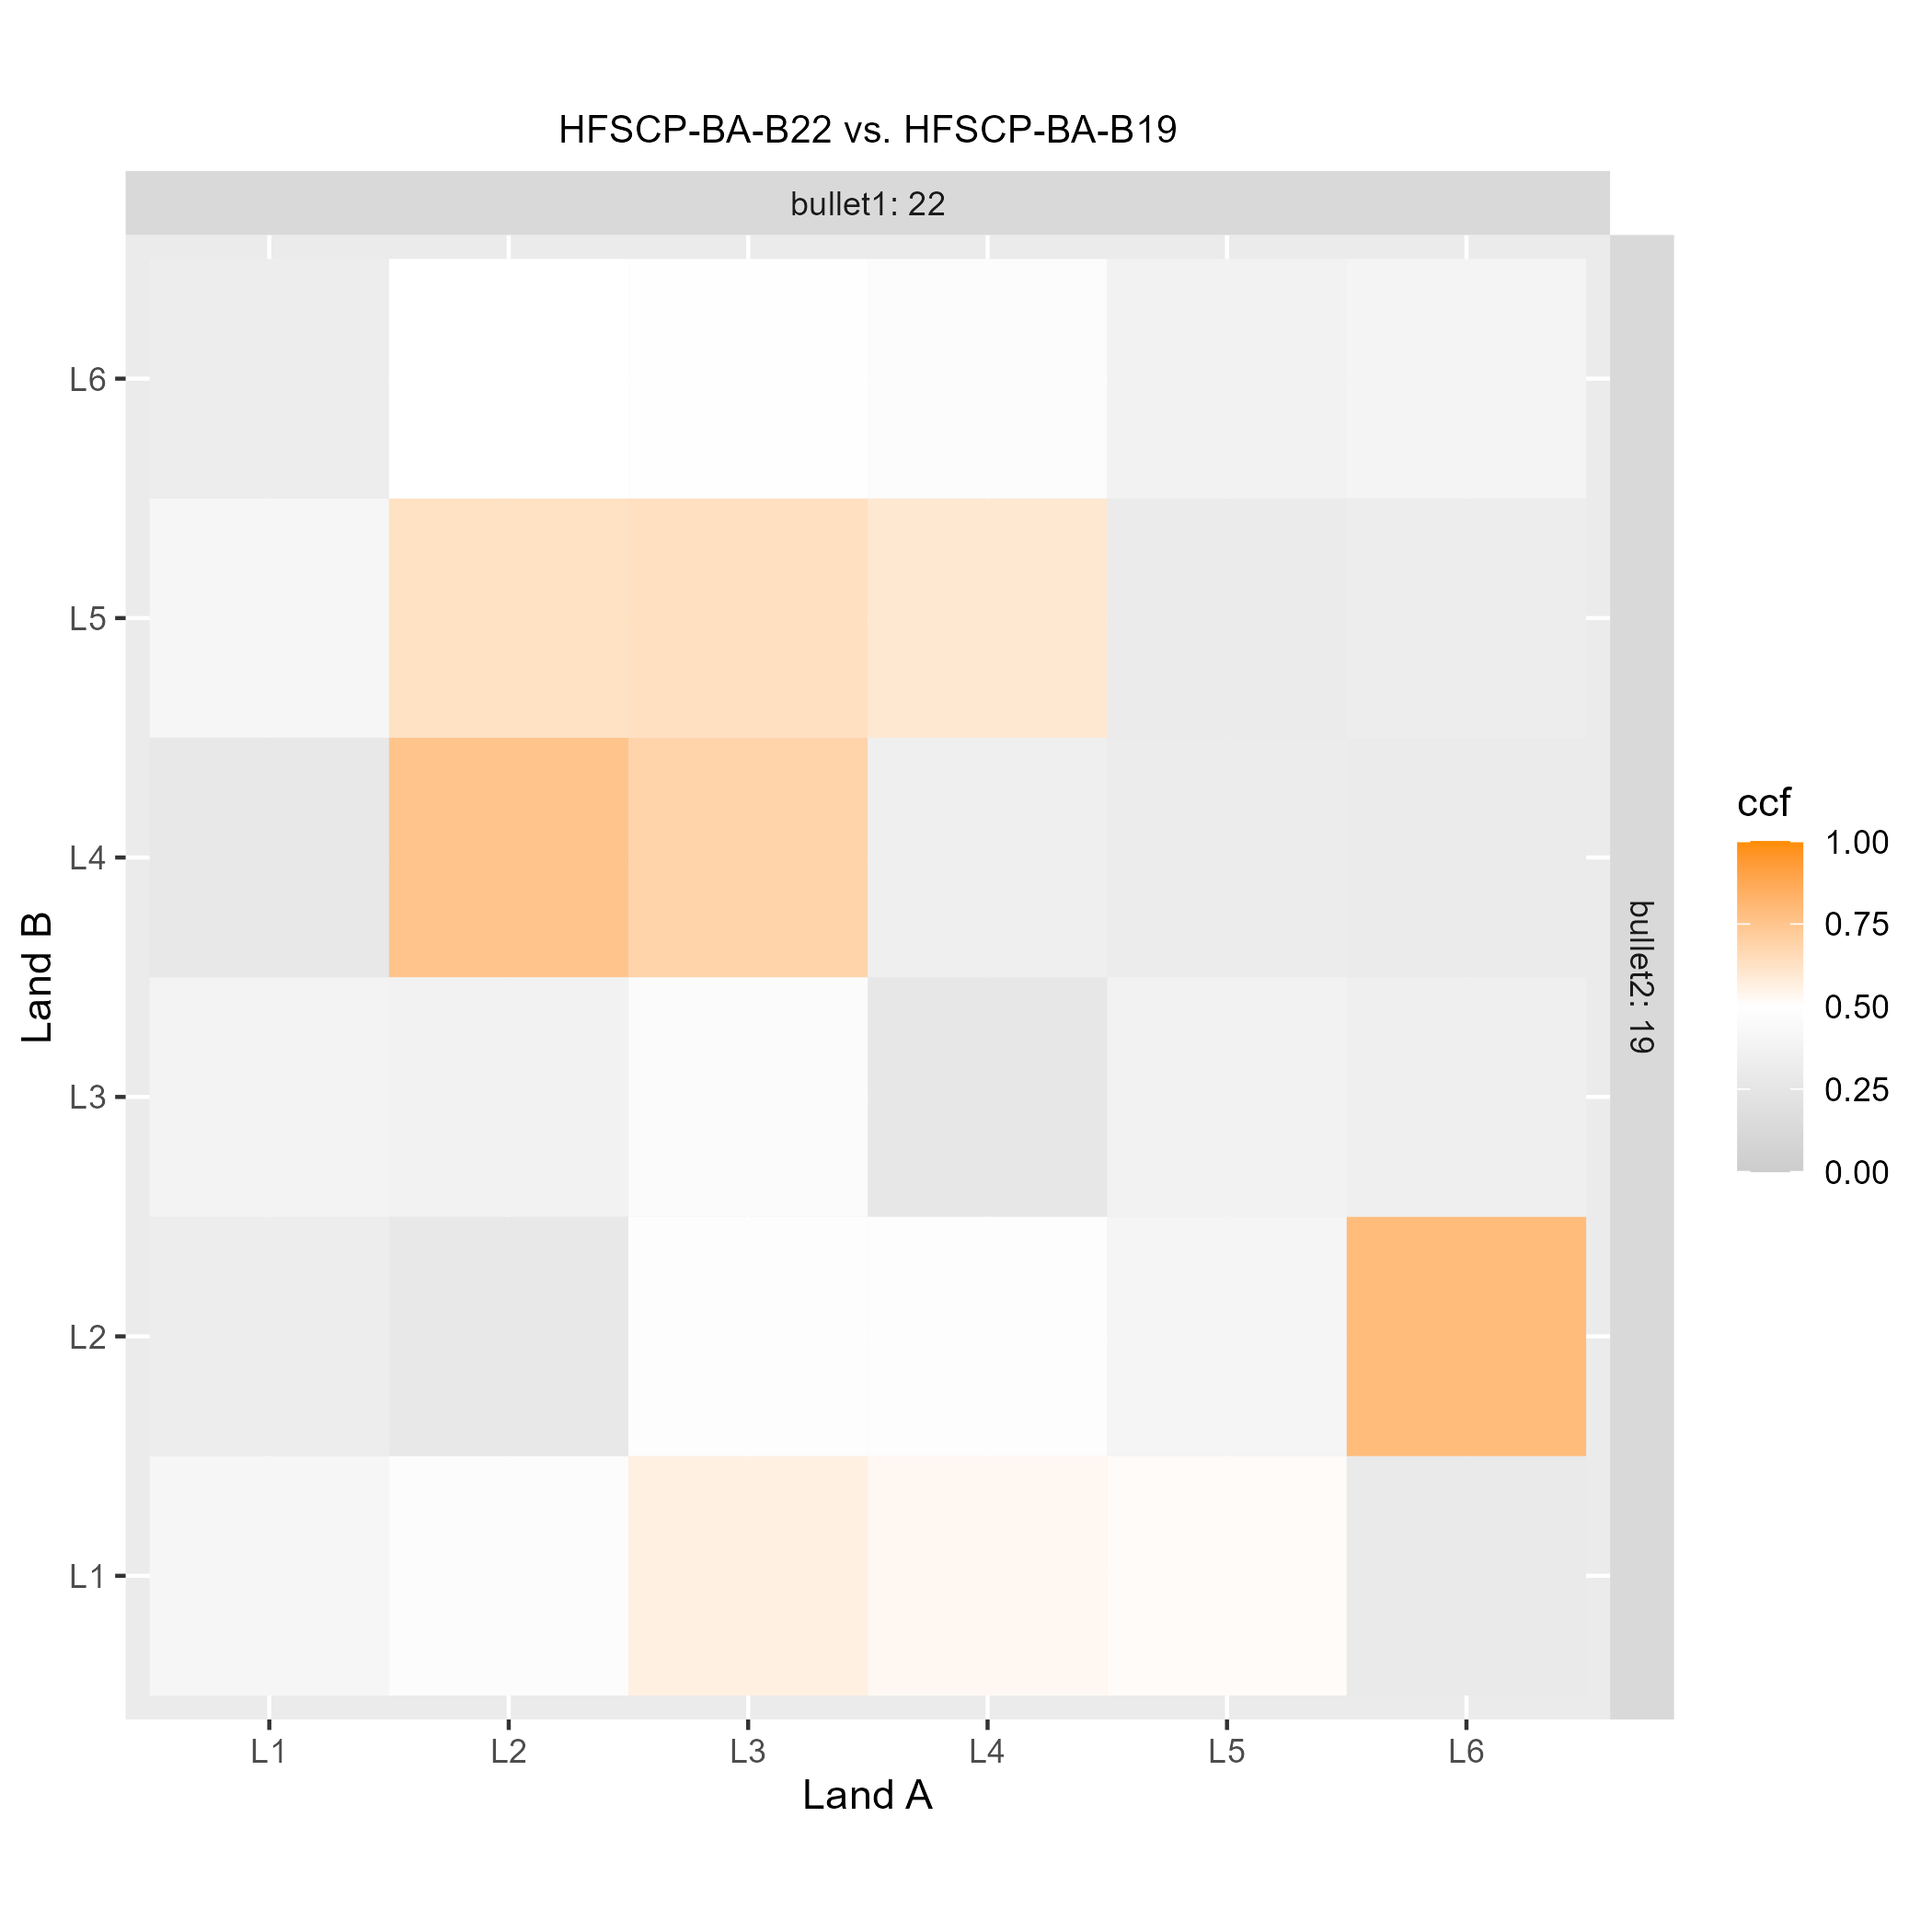 HFSCP-BA-B22 vs. HFSCP-BA-B19
bullet1: 22
L6
L5
L4
L3
L2
L1
Land B
bullet2: 19
L1 L2 L3 L4 L5 L6
Land A
ccf
1.00
0.75
0.50
0.25
0.00